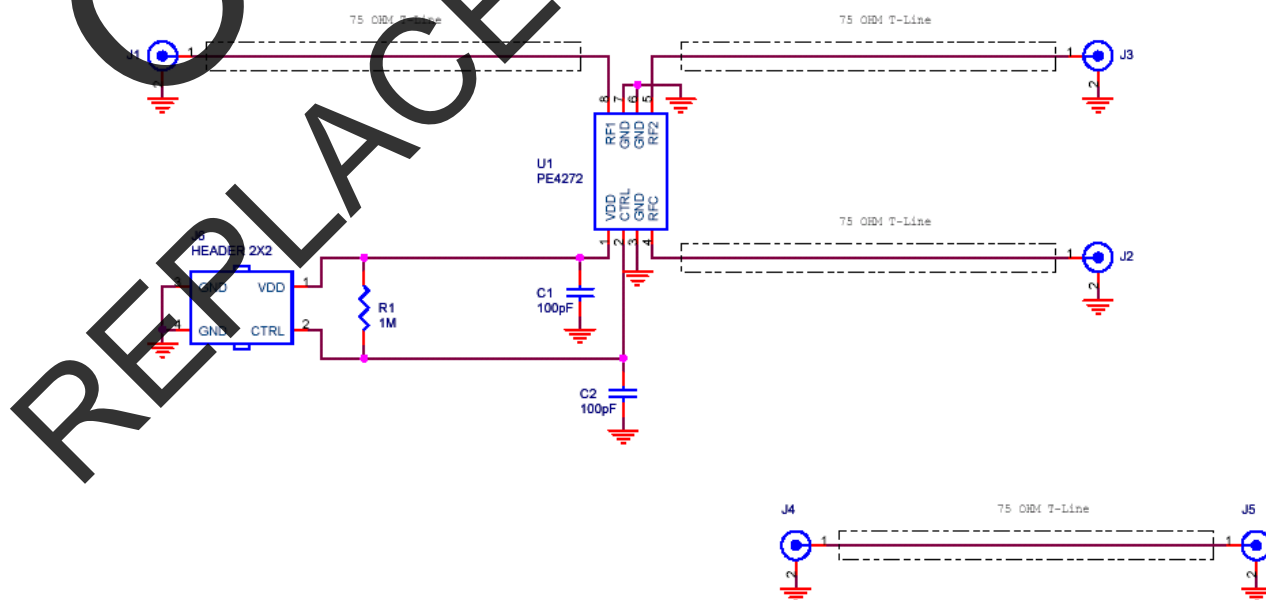 75 OHM T-Line
75 OHM T-Line
J1
1
2
J3
1
2
8
7
6
5
RF1
GND
GND
RF2
U1
PE4272
VDD
CTRL
GND
RFC
1
2
3
4
75 OHM T-Line
J2
1
2
HEADER 2X2
GND
VDD
1
GND
CTRL
2
4
R1
1M
C1
100pF
C2
100pF
REPLACE
J4
75 OHM T-Line
J5
1
1
2
2